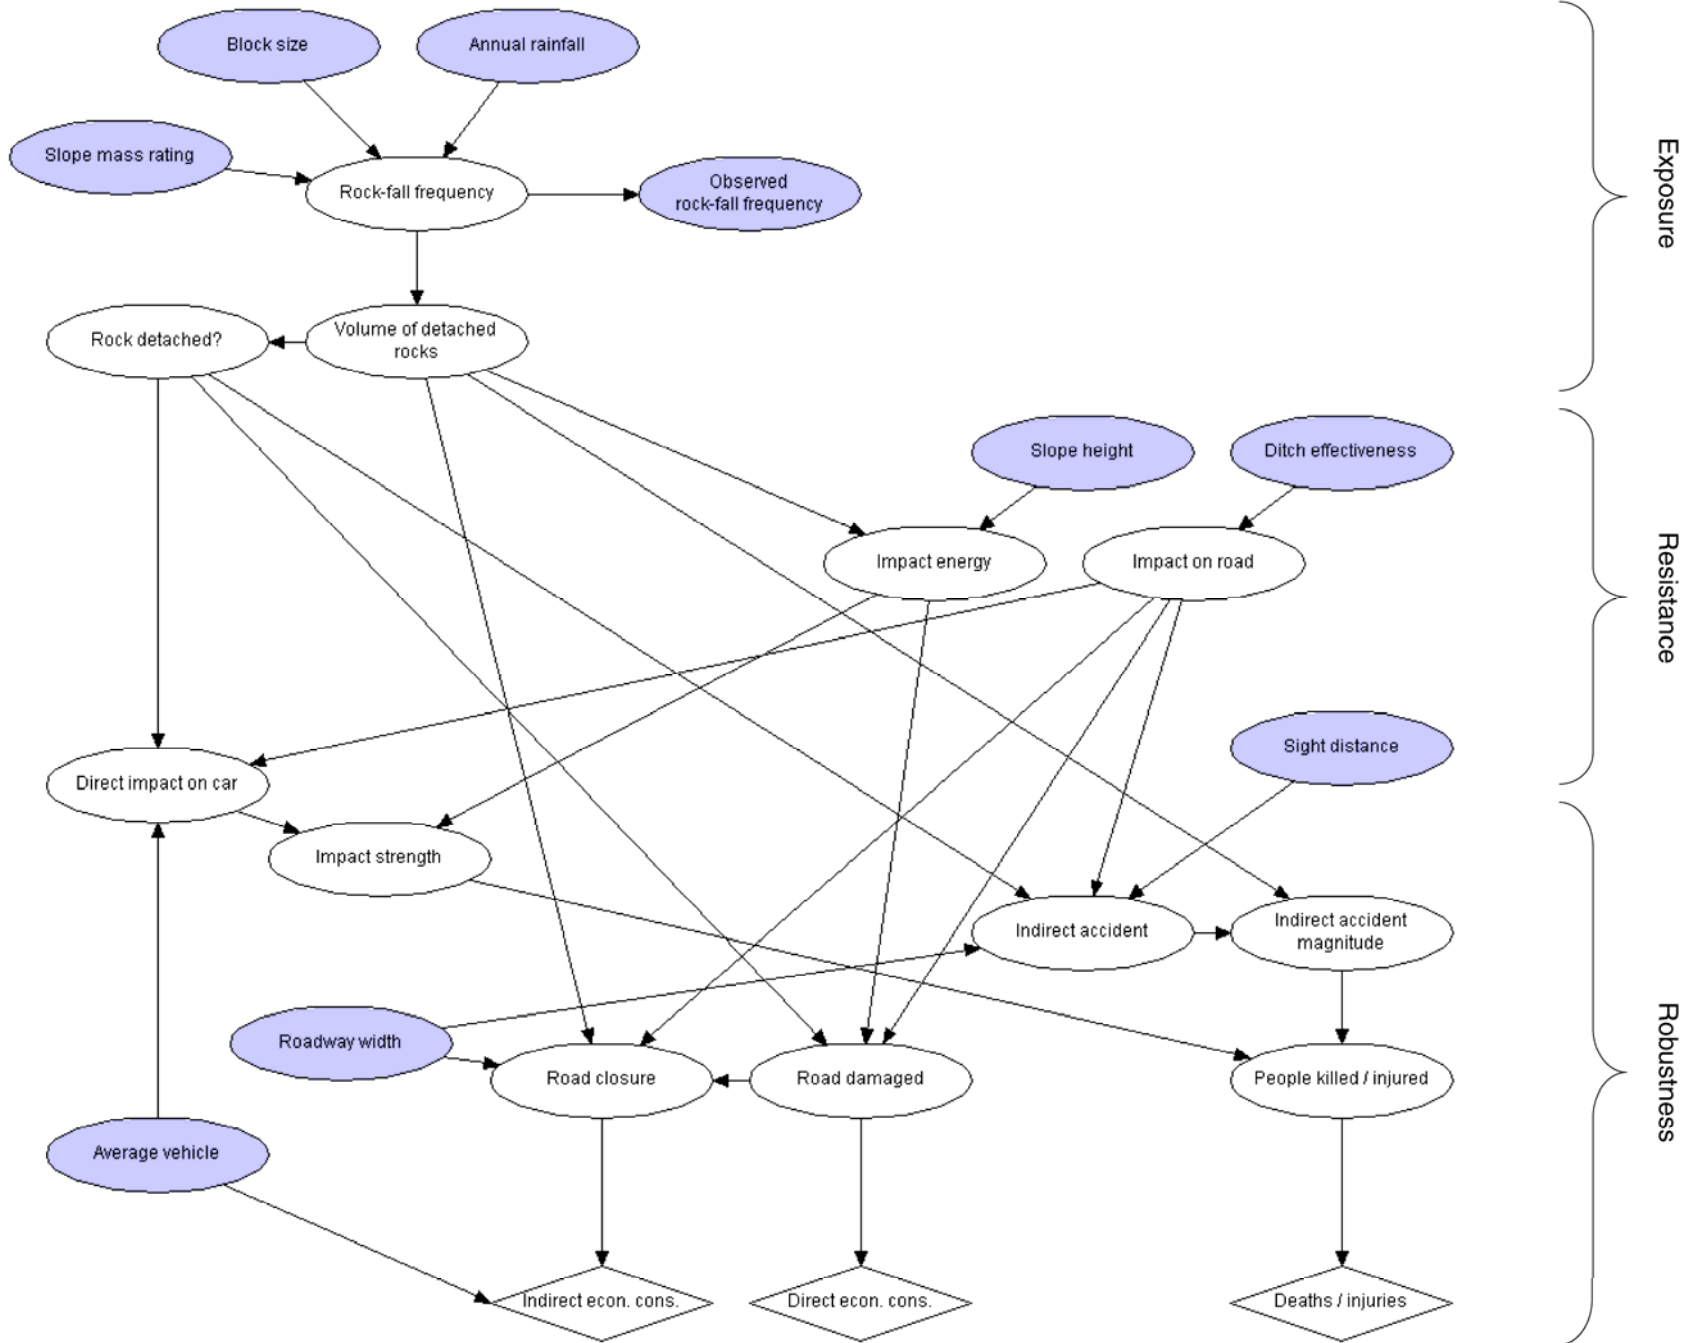 Block size
Annual rainfall
Slope mass rating
Rock-fall frequency
Observed
rock-fall frequency
Exposure
Rock detached?
Volume of detached
rocks
Slope height
Ditch effectiveness
Impact energy
Impact on road
Resistance
Sight distance
Direct impact on car
Impact strength
Indirect accident
Indirect accident
magnitude
Roadway width
Road closure
Road damaged
People killed / injured
Robustness
Average vehicle
Indirect econ. cons.
Direct econ. cons.
Deaths / injuries